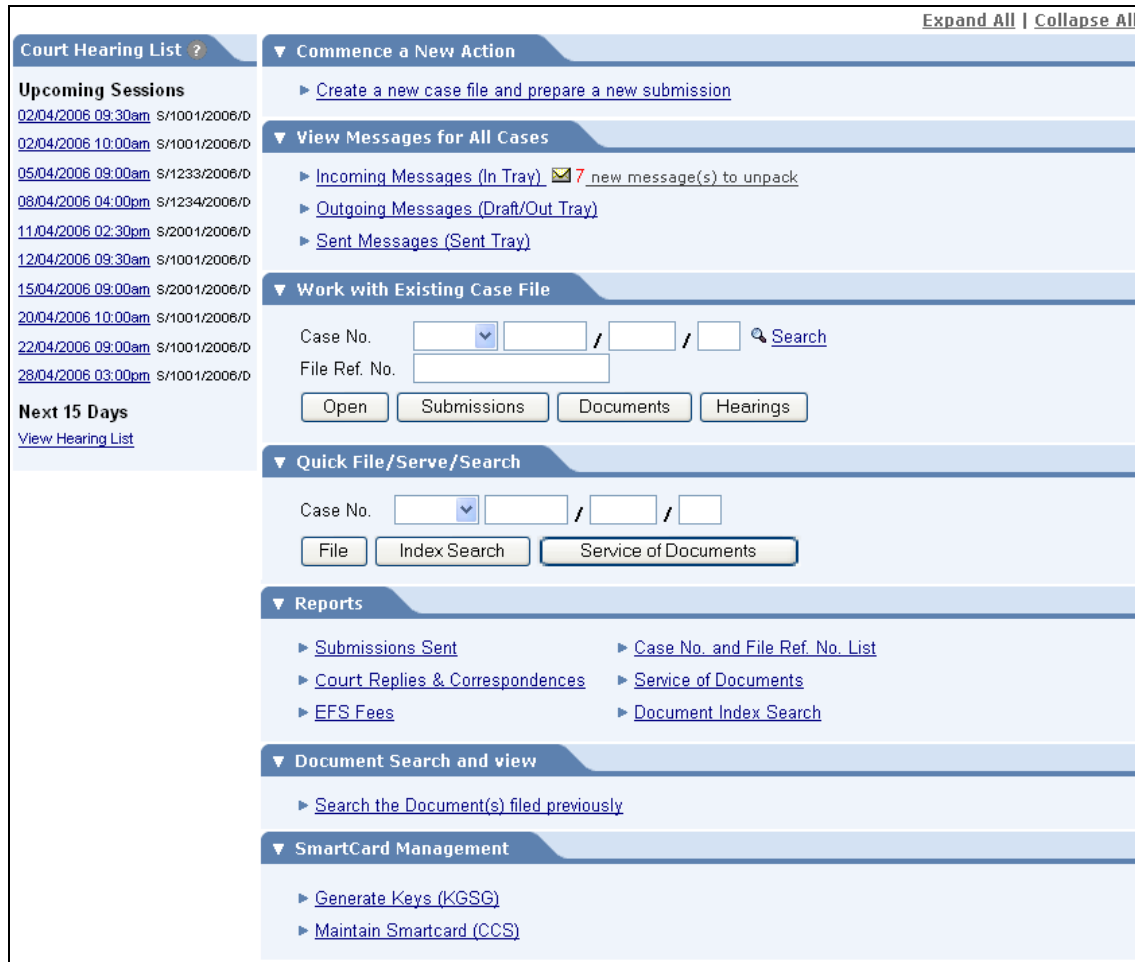 Expand All | Collapse All
Court Hearing List ?
Upcoming Sessions
02/04/2006 09:30am S/1001/2006/D
02/04/2006 10:00am S/1001/2006/D
05/04/2006 09:00am S/1233/2006/D
08/04/2006 04:00pm S/1234/2006/D
11/04/2006 02:30pm S/2001/2006/D
12/04/2006 09:30am S/1001/2006/D
15/04/2006 09:00am S/2001/2006/D
20/04/2006 10:00am S/1001/2006/D
22/04/2006 09:00am S/1001/2006/D
28/04/2006 03:00pm S/1001/2006/D
Next 15 Days
View Hearing List
Commence a New Action
Create a new case file and prepare a new submission
View Messages for All Cases
Incoming Messages (In Tray) 7 new message(s) to unpack
Outgoing Messages (Draft/Out Tray)
Sent Messages (Sent Tray)
Work with Existing Case File
Case No. / / Search
File Ref. No.
Open Submissions Documents Hearings
Quick File/Serve/Search
Case No. / /
File Index Search Service of Documents
Reports
Submissions Sent Case No. and File Ref. No. List
Court Replies & Correspondences Service of Documents
EFS Fees Document Index Search
Document Search and view
Search the Document(s) filed previously
SmartCard Management
Generate Keys (KGSG)
Maintain Smartcard (CCS)